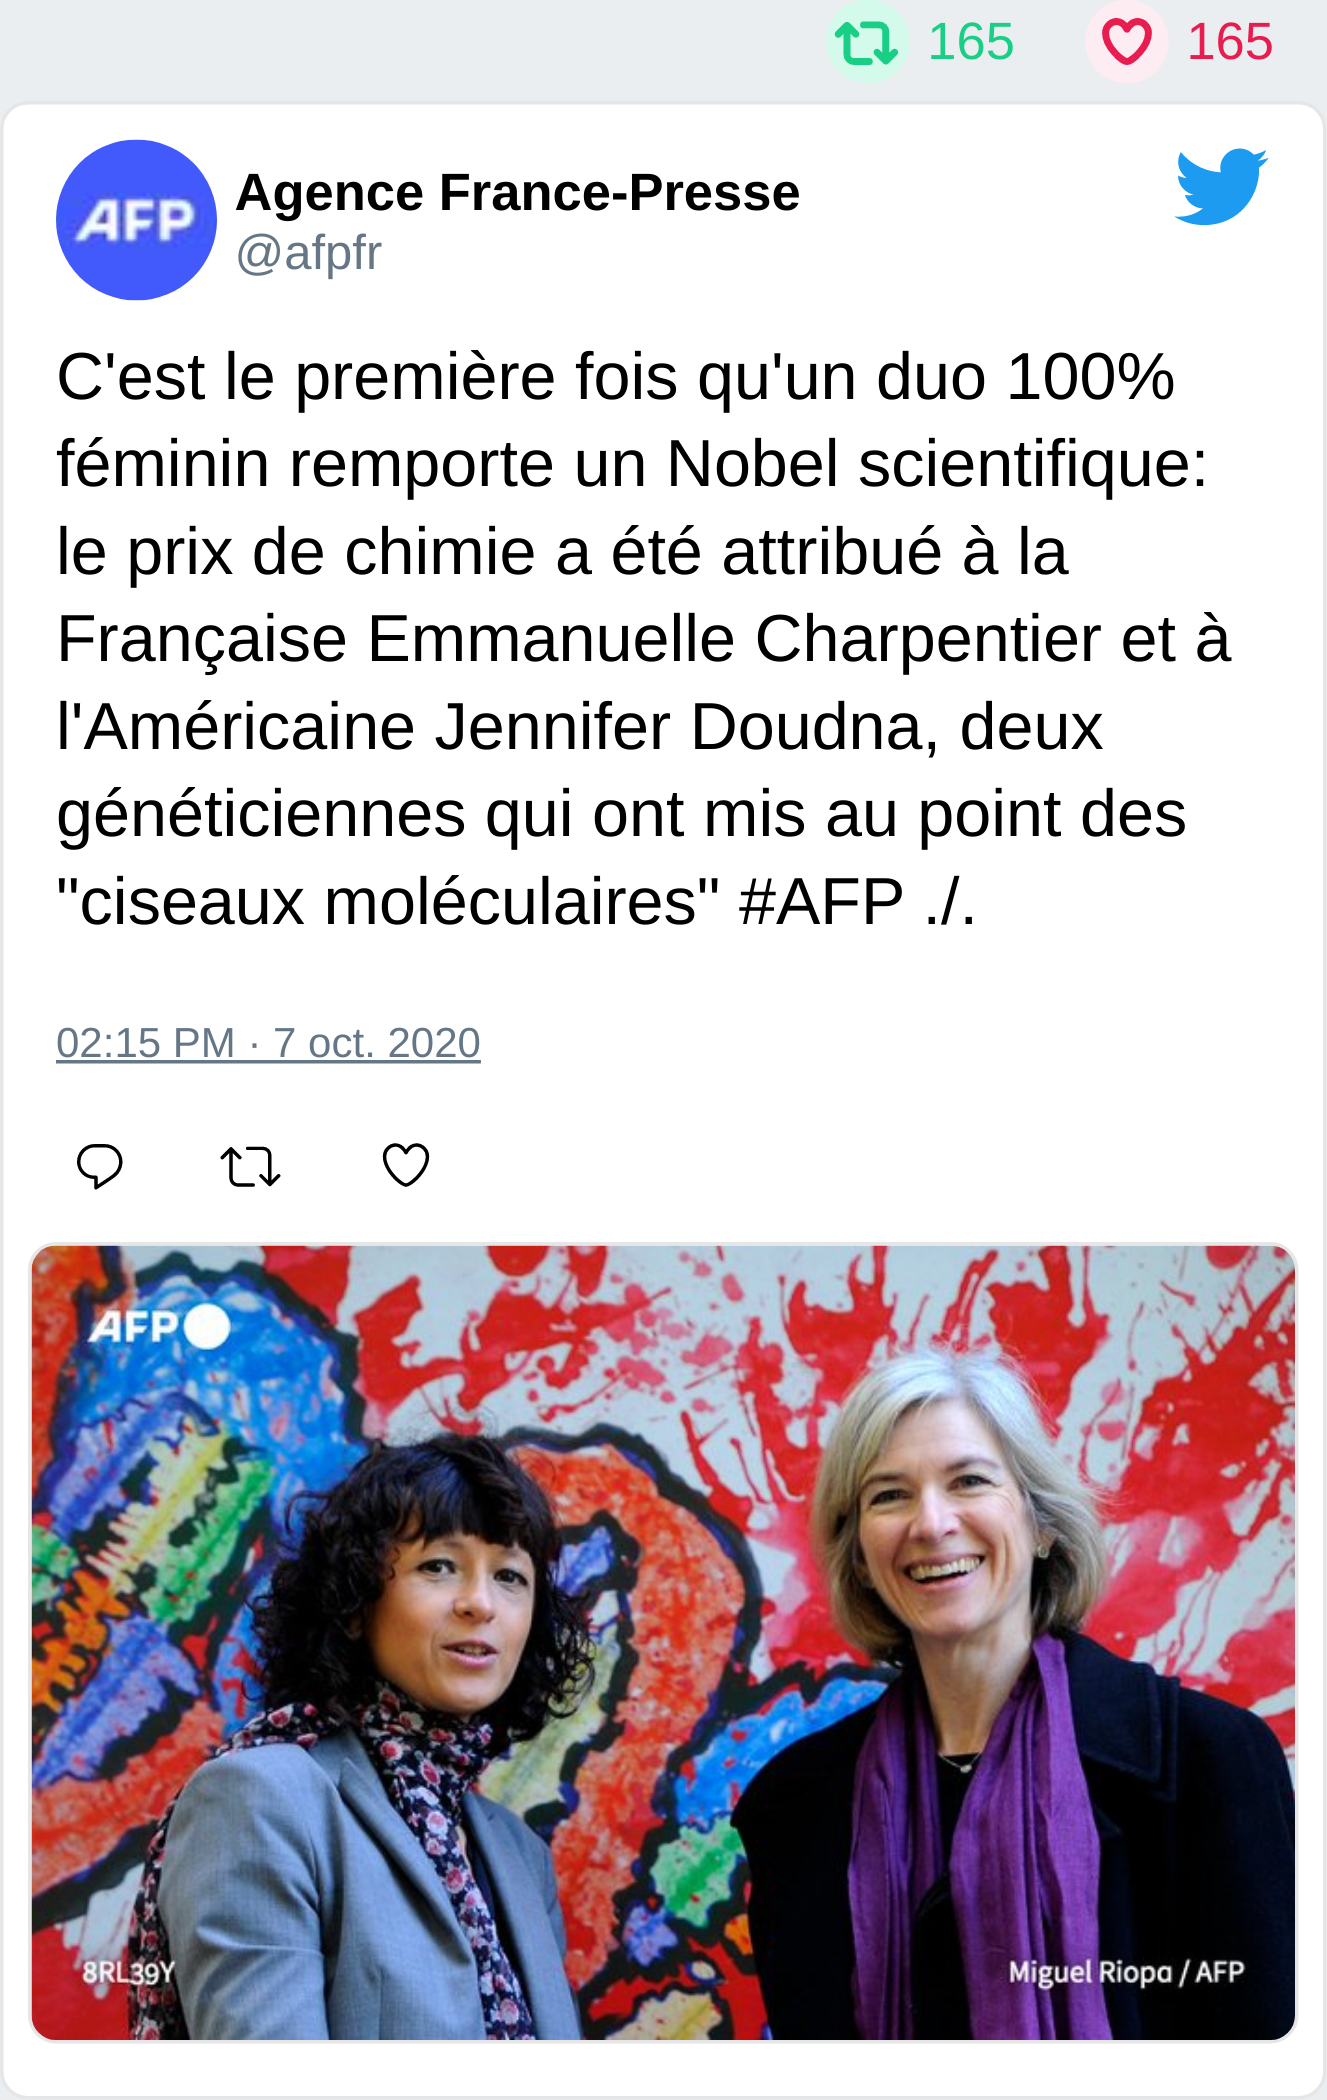 165 165
AFP
Agence France-Presse
@afpfr
C'est le première fois qu'un duo 100%
féminin remporte un Nobel scientifique:
le prix de chimie a été attribué à la
Française Emmanuelle Charpentier et à
l'Américaine Jennifer Doudna, deux
généticiennes qui ont mis au point des
"ciseaux moléculaires" #AFP ./.
02:15 PM · 7 oct. 2020
AFP
8RL39Y
Miguel Riopa / AFP